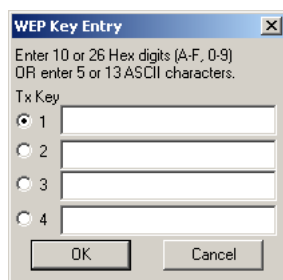 WEP Key Entry
Enter 10 or 26 Hex digits (A-F, 0-9)
OR enter 5 or 13 ASCII characters.
Tx Key
1
2
3
4
OK Cancel